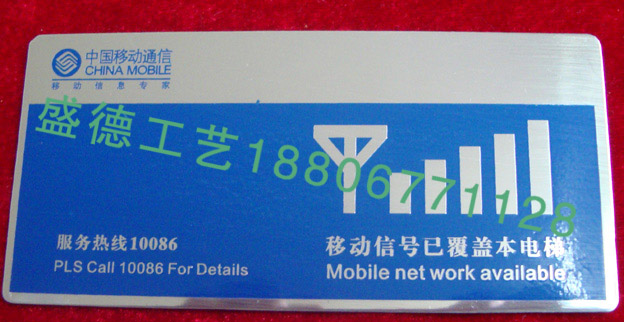 中国移动通信
CHINA MOBILE
移动信息专家
盛德工艺18806771128
服务热线10086
PLS Call 10086 For Details
移动信号已覆盖本电梯
Mobile net work available